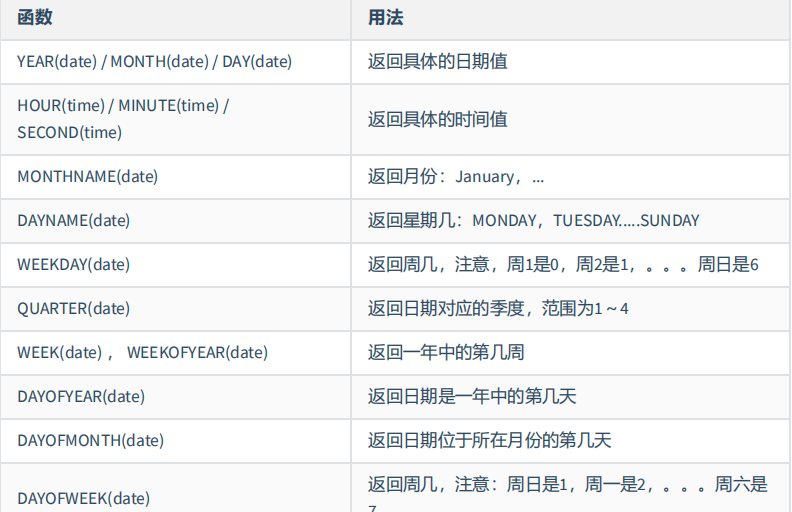 函数 用法
YEAR(date) / MONTH(date) / DAY(date) 返回具体的日期值
HOUR(time) / MINUTE(time) /
SECOND(time) 返回具体的时间值
MONTHNAME(date) 返回月份：January，...
DAYNAME(date) 返回星期几：MONDAY，TUESDAY.....SUNDAY
WEEKDAY(date) 返回周几，注意，周1是0，周2是1，。。。周日是6
QUARTER(date) 返回日期对应的季度，范围为1～4
WEEK(date) ， WEEKOFYEAR(date) 返回一年中的第几周
DAYOFYEAR(date) 返回日期是一年中的第几天
DAYOFMONTH(date) 返回日期位于所在月份的第几天
DAYOFWEEK(date) 返回周几，注意：周日是1，周一是2，。。。周六是
7